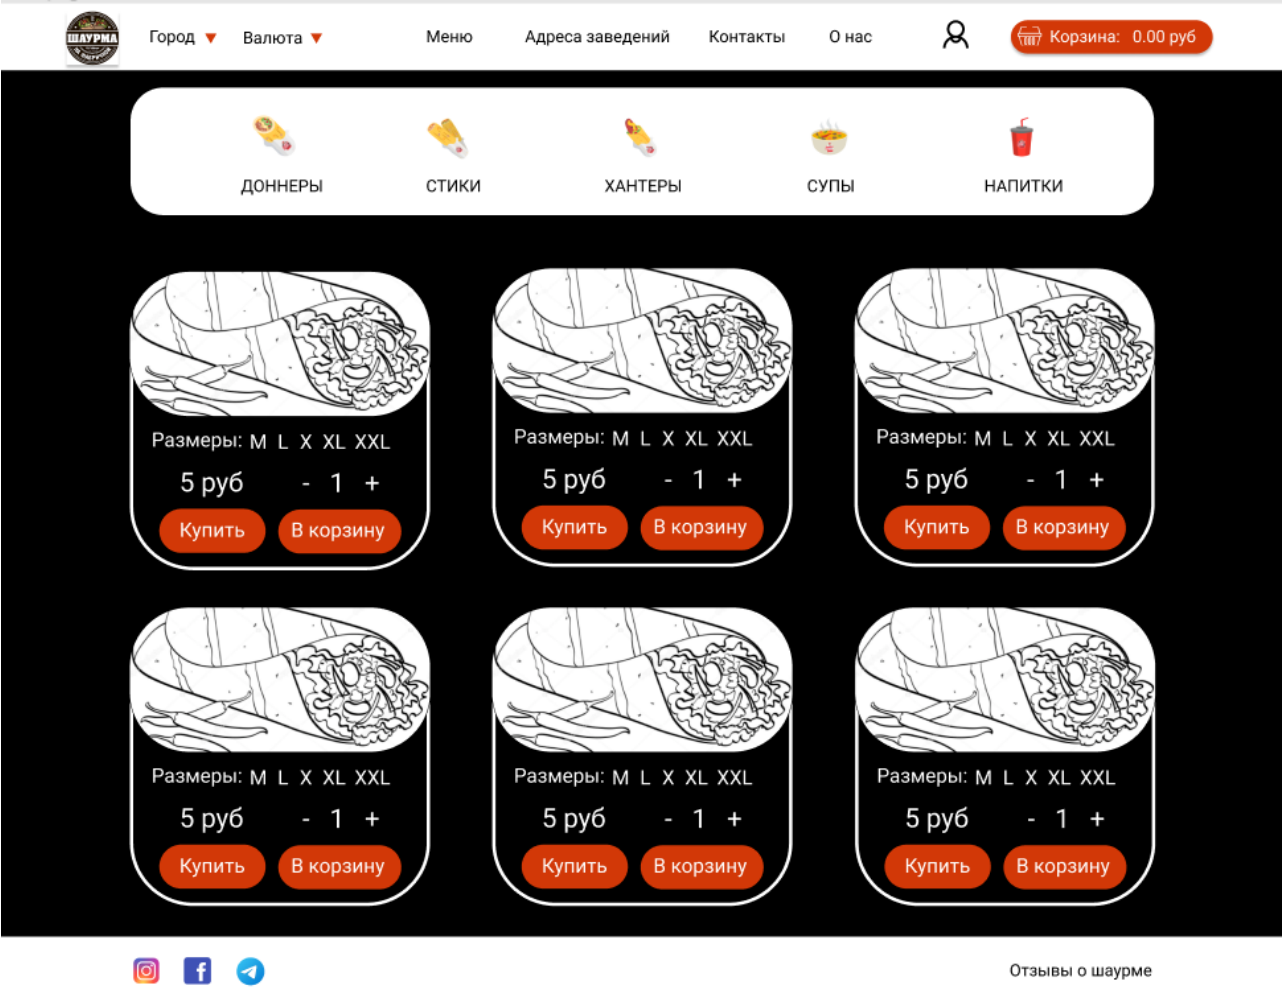 ШАУРМА
Город Валюта Меню Адреса заведений Контакты О нас Корзина: 0.00 руб
ДОННЕРЫ СТИКИ ХАНТЕРЫ СУПЫ НАПИТКИ
Размеры: M L X XL XXL
5 руб - 1 +
Купить В корзину
Размеры: M L X XL XXL
5 руб - 1 +
Купить В корзину
Размеры: M L X XL XXL
5 руб - 1 +
Купить В корзину
Размеры: M L X XL XXL
5 руб - 1 +
Купить В корзину
Размеры: M L X XL XXL
5 руб - 1 +
Купить В корзину
Размеры: M L X XL XXL
5 руб - 1 +
Купить В корзину
Отзывы о шаурме